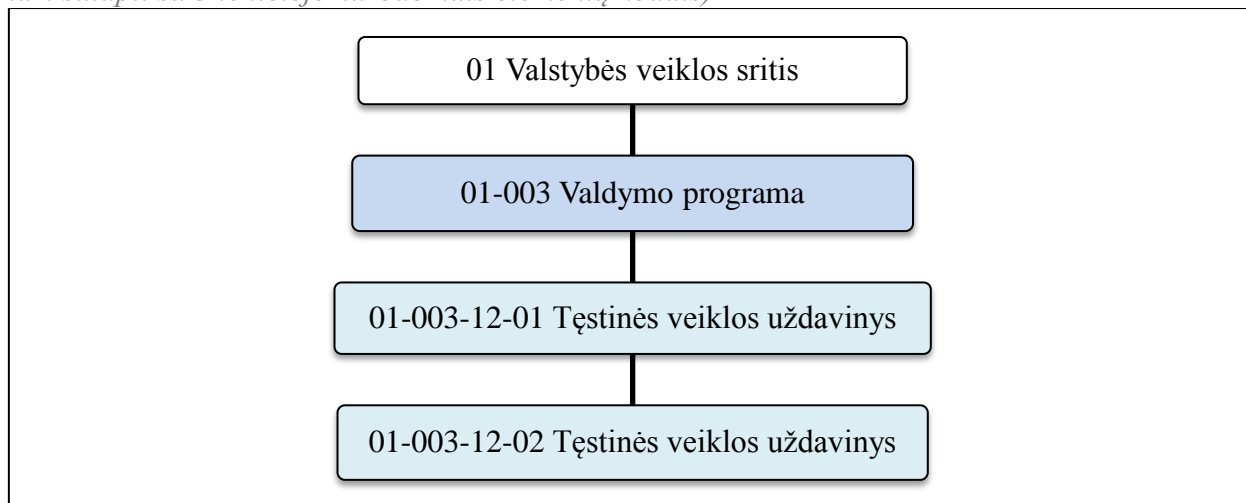 01 Valstybės veiklos sritis
01-003 Valdymo programa
01-003-12-01 Tęstinės veiklos uždavinys
01-003-12-02 Tęstinės veiklos uždavinys